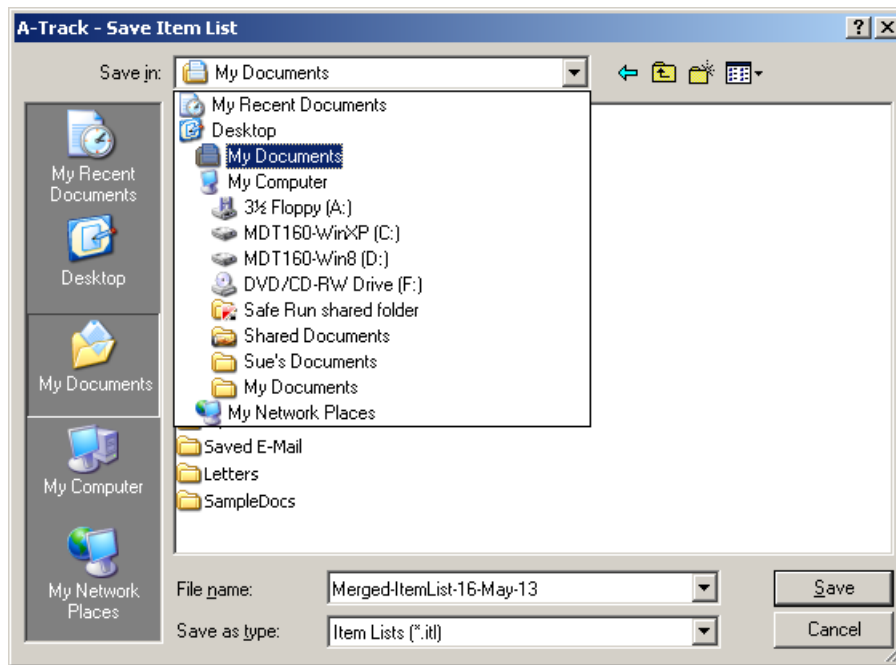 A-Track - Save Item List
Save in: My Documents
My Recent Documents
Desktop
My Documents
My Computer
3½ Floppy (A:)
MDT160-WinXP (C:)
MDT160-Win8 (D:)
DVD/CD-RW Drive (F:)
Safe Run shared folder
Shared Documents
Sue's Documents
My Documents
My Network Places
Saved E-Mail
Letters
SampleDocs
My Recent
Documents
Desktop
My Documents
My Computer
My Network
Places
File name: Merged-ItemList-16-May-13 Save
Save as type: Item Lists (*.itl) Cancel